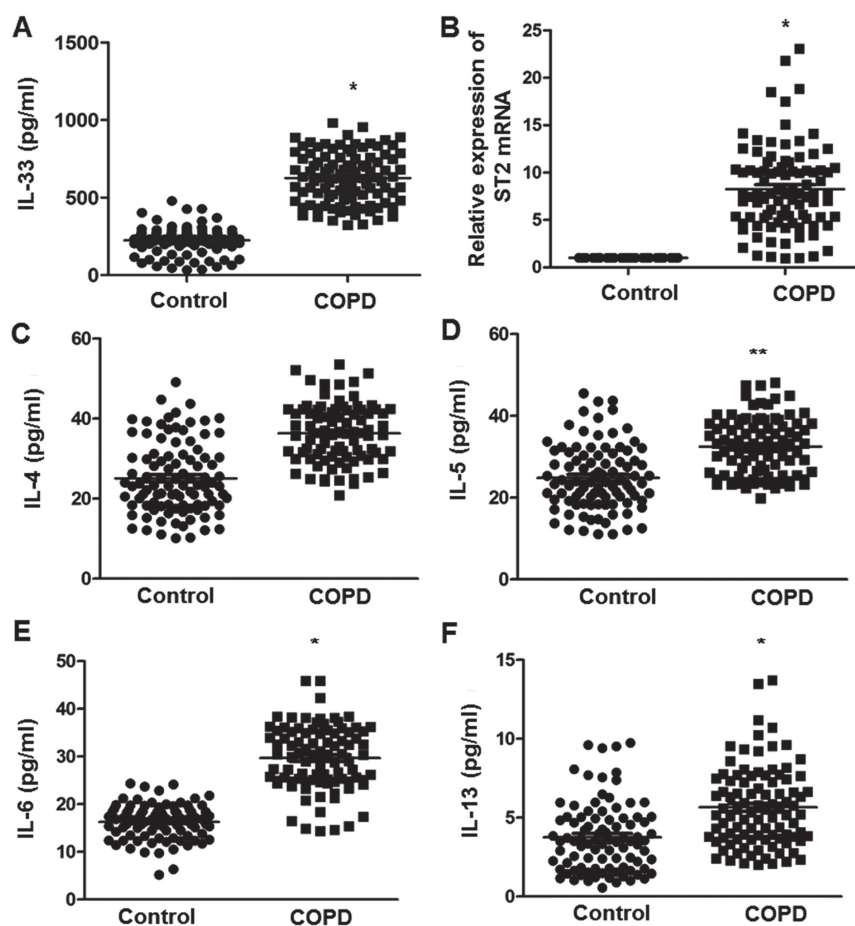 A
IL-33 (pg/ml)
1500
1000
500
0
*
Control
COPD
B
Relative expression of
ST2 mRNA
25
20
15
10
5
0
*
Control
COPD
C
IL-4 (pg/ml)
60
40
20
0
Control
COPD
D
IL-5 (pg/ml)
60
40
20
0
**
Control
COPD
E
IL-6 (pg/ml)
50
40
30
20
10
0
*
Control
COPD
F
IL-13 (pg/ml)
15
10
5
0
*
Control
COPD